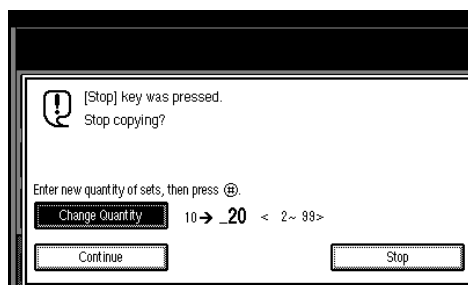 [Stop] key was pressed.
Stop copying?
Enter new quantity of sets, then press (#).
Change Quantity 10➔ _20 < 2~ 99>
Continue Stop